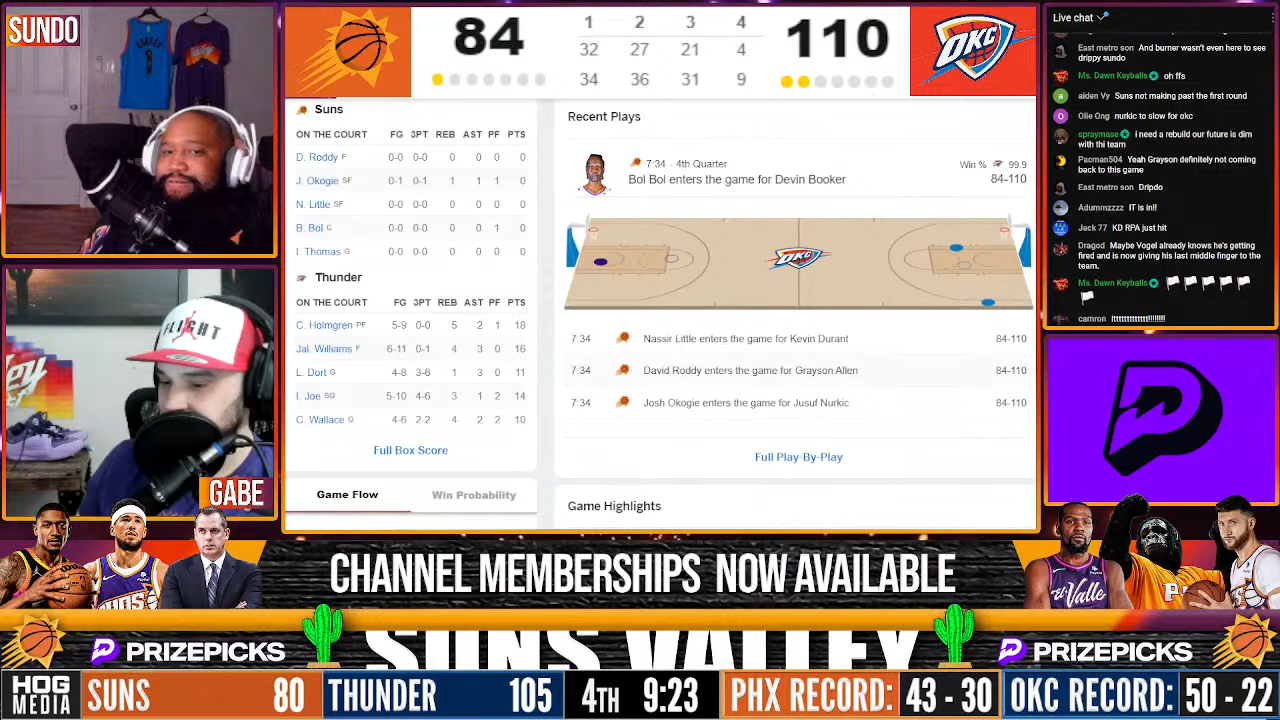 SUNDO
84
1 2 3 4
32 27 21 4
34 36 31 9
110
OKC
Suns
ON THE COURT FG 3PT REB AST PF PTS
D. Roddy F 0-0 0-0 0 0 0 0
J. Okogie SF 0-1 0-1 1 1 1 0
N. Little SF 0-0 0-0 0 0 0 0
B. Bol C 0-0 0-0 0 0 1 0
I. Thomas G 0-0 0-0 0 0 0 0
Thunder
ON THE COURT FG 3PT REB AST PF PTS
C. Holmgren PF 5-9 0-0 5 2 1 18
Jal. Williams F 6-11 0-1 4 3 0 16
L. Dort G 4-8 3-6 1 3 0 11
I. Joe SG 5-10 4-6 3 1 2 14
C. Wallace G 4-6 2-2 4 2 2 10
Full Box Score
Game Flow Win Probability
Recent Plays
7:34 - 4th Quarter
Bol Bol enters the game for Devin Booker
Win % 99.9
84-110
OKC
7:34 Nassir Little enters the game for Kevin Durant 84-110
7:34 David Roddy enters the game for Grayson Allen 84-110
7:34 Josh Okogie enters the game for Jusuf Nurkic 84-110
Full Play-By-Play
Game Highlights
Live chat
East metro son And burner wasn't even here to see
drippy sundo
Ms. Dawn Keyballs oh ffs
aiden Vy Suns not making past the first round
Olie Ong nurkic to slow for okc
spraymase i need a rebuild our future is dim
with thi team
Pacman504 Yeah Grayson definitely not coming
back to this game
East metro son Dripdo
Adummzzzz IT is in!!
Jack 77 KD RPA just hit
Dragod Maybe Vogel already knows he's getting
fired and is now giving his last middle finger to the
team.
Ms. Dawn Keyballs
camron Itttttttttttttt!!!!!!!!
FLIGHT
GABE
CHANNEL MEMBERSHIPS NOW AVAILABLE
SUNS VALLEY
PRIZEPICKS
PRIZEPICKS
HOG
MEDIA
SUNS 80 THUNDER 105 4TH 9:23 PHX RECORD: 43 - 30 OKC RECORD: 50 - 22